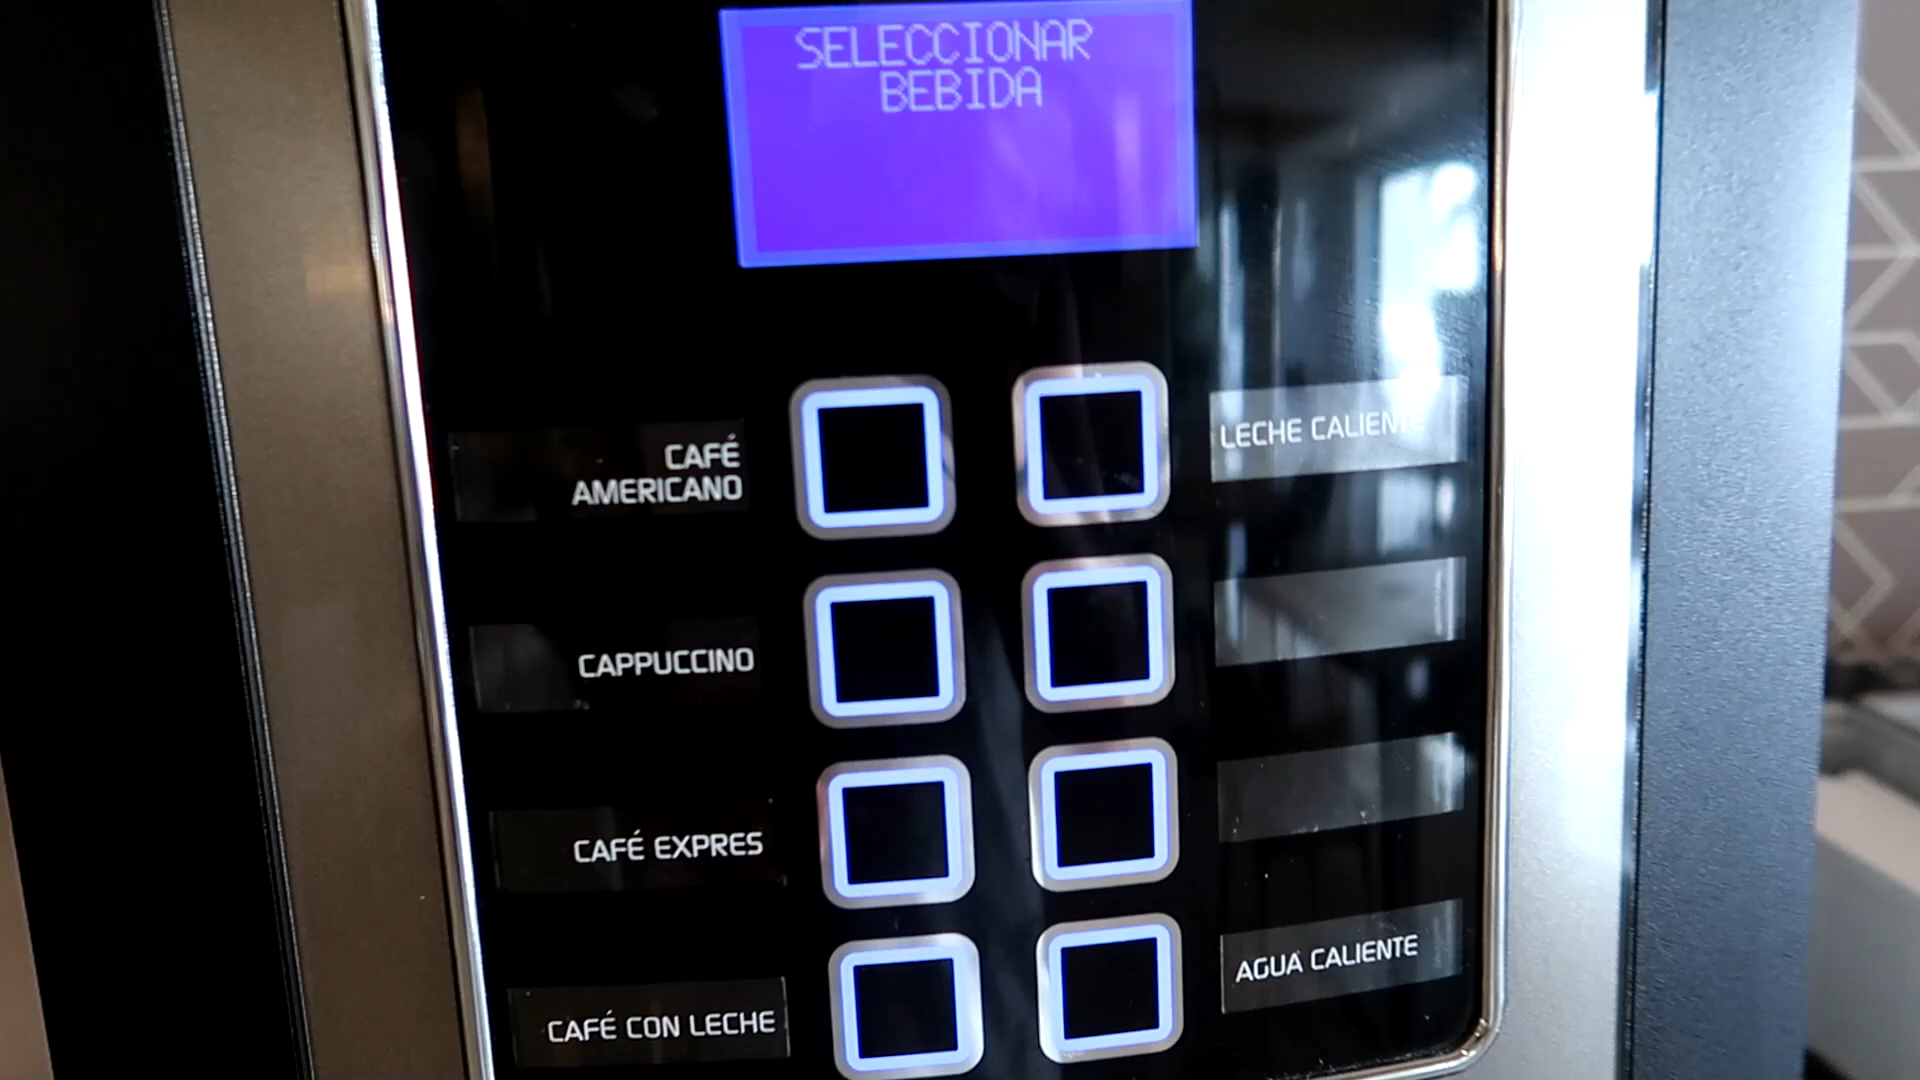 SELECCIONAR
BEBIDA
CAFÉ
AMERICANO
LECHE CALIENTE
CAPPUCCINO
CAFÉ EXPRES
CAFÉ CON LECHE
AGUA CALIENTE